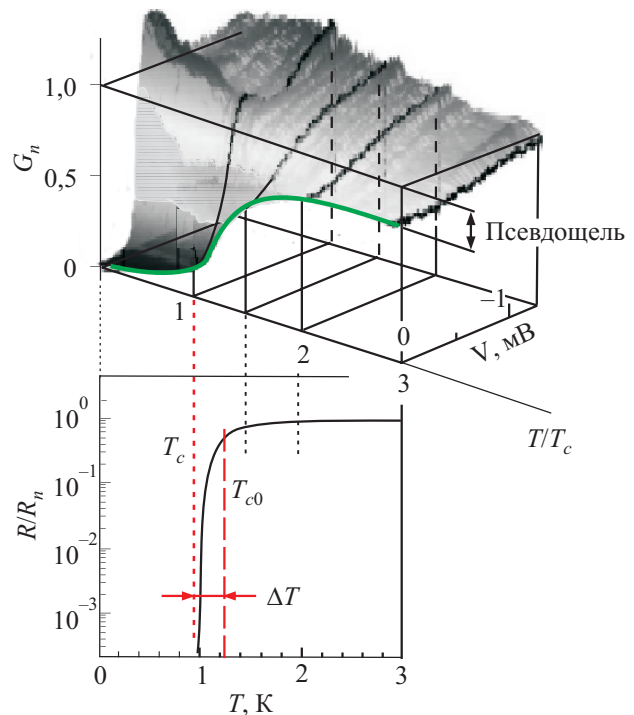 1,0
G_n
0,5
Псевдощель
0
1
–1
2
0
V, мВ
3
T/T_c
10^0
T_c
10^–1
T_c0
R/R_n
10^–2
ΔT
10^–3
0 1 2 3
T, К